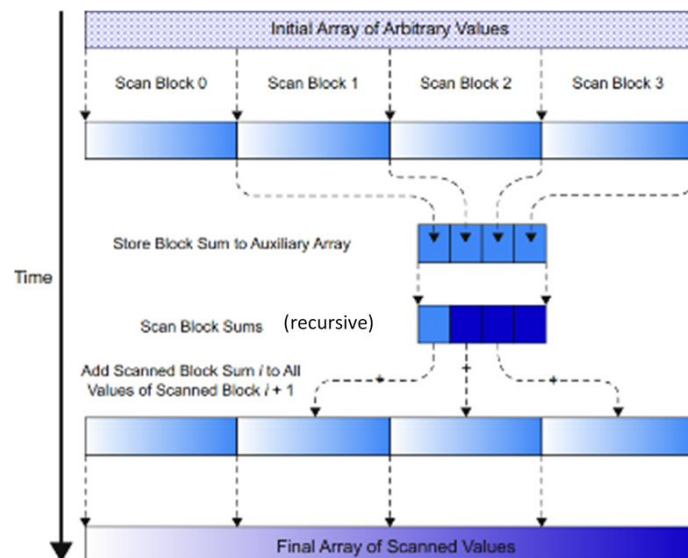 Initial Array of Arbitrary Values
Scan Block 0
Scan Block 1
Scan Block 2
Scan Block 3
Store Block Sum to Auxiliary Array
Time
Scan Block Sums
(recursive)
Add Scanned Block Sum i to All
Values of Scanned Block i + 1
+
+
+
Final Array of Scanned Values